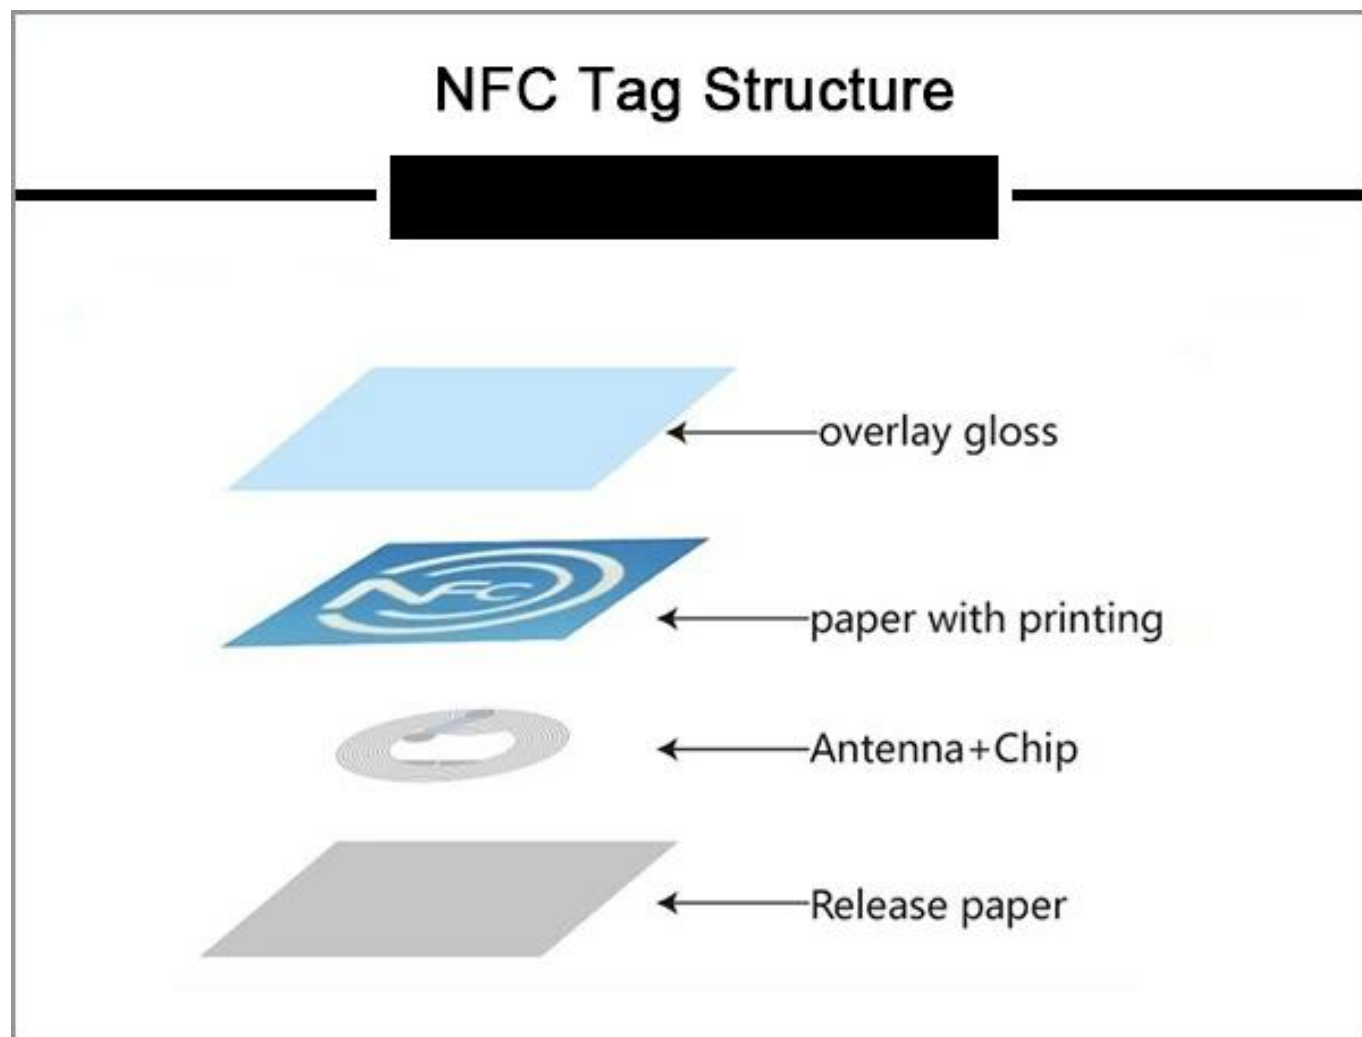 NFC Tag Structure
overlay gloss
NFC
paper with printing
Antenna+Chip
Release paper